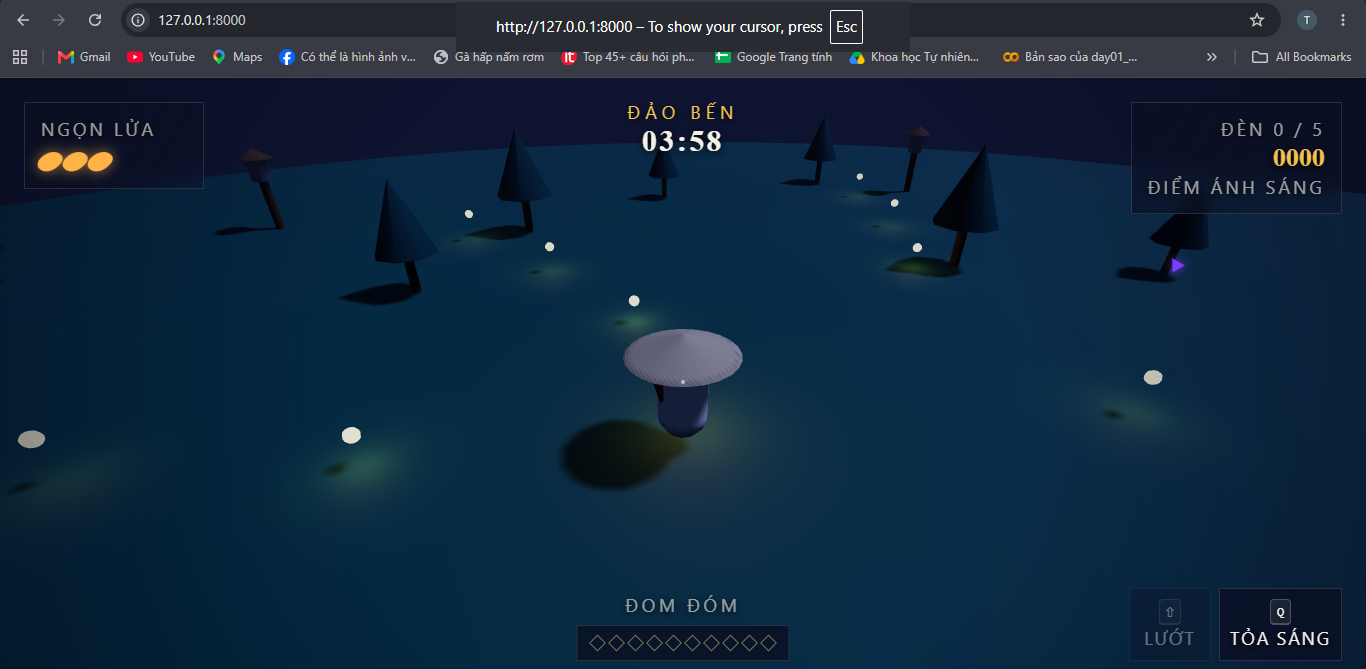 127.0.0.1:8000
http://127.0.0.1:8000 – To show your cursor, press Esc
T
Gmail
YouTube
Maps
Có thể là hình ảnh v...
Gà hấp nấm rơm
Top 45+ câu hỏi ph...
Google Trang tính
Khoa học Tự nhiên...
Bản sao của day01_...
»
All Bookmarks
NGỌN LỬA
ĐẢO BẾN
03:58
ĐÈN 0 / 5
0000
ĐIỂM ÁNH SÁNG
ĐOM ĐÓM
⇧
LƯỚT
Q
TỎA SÁNG